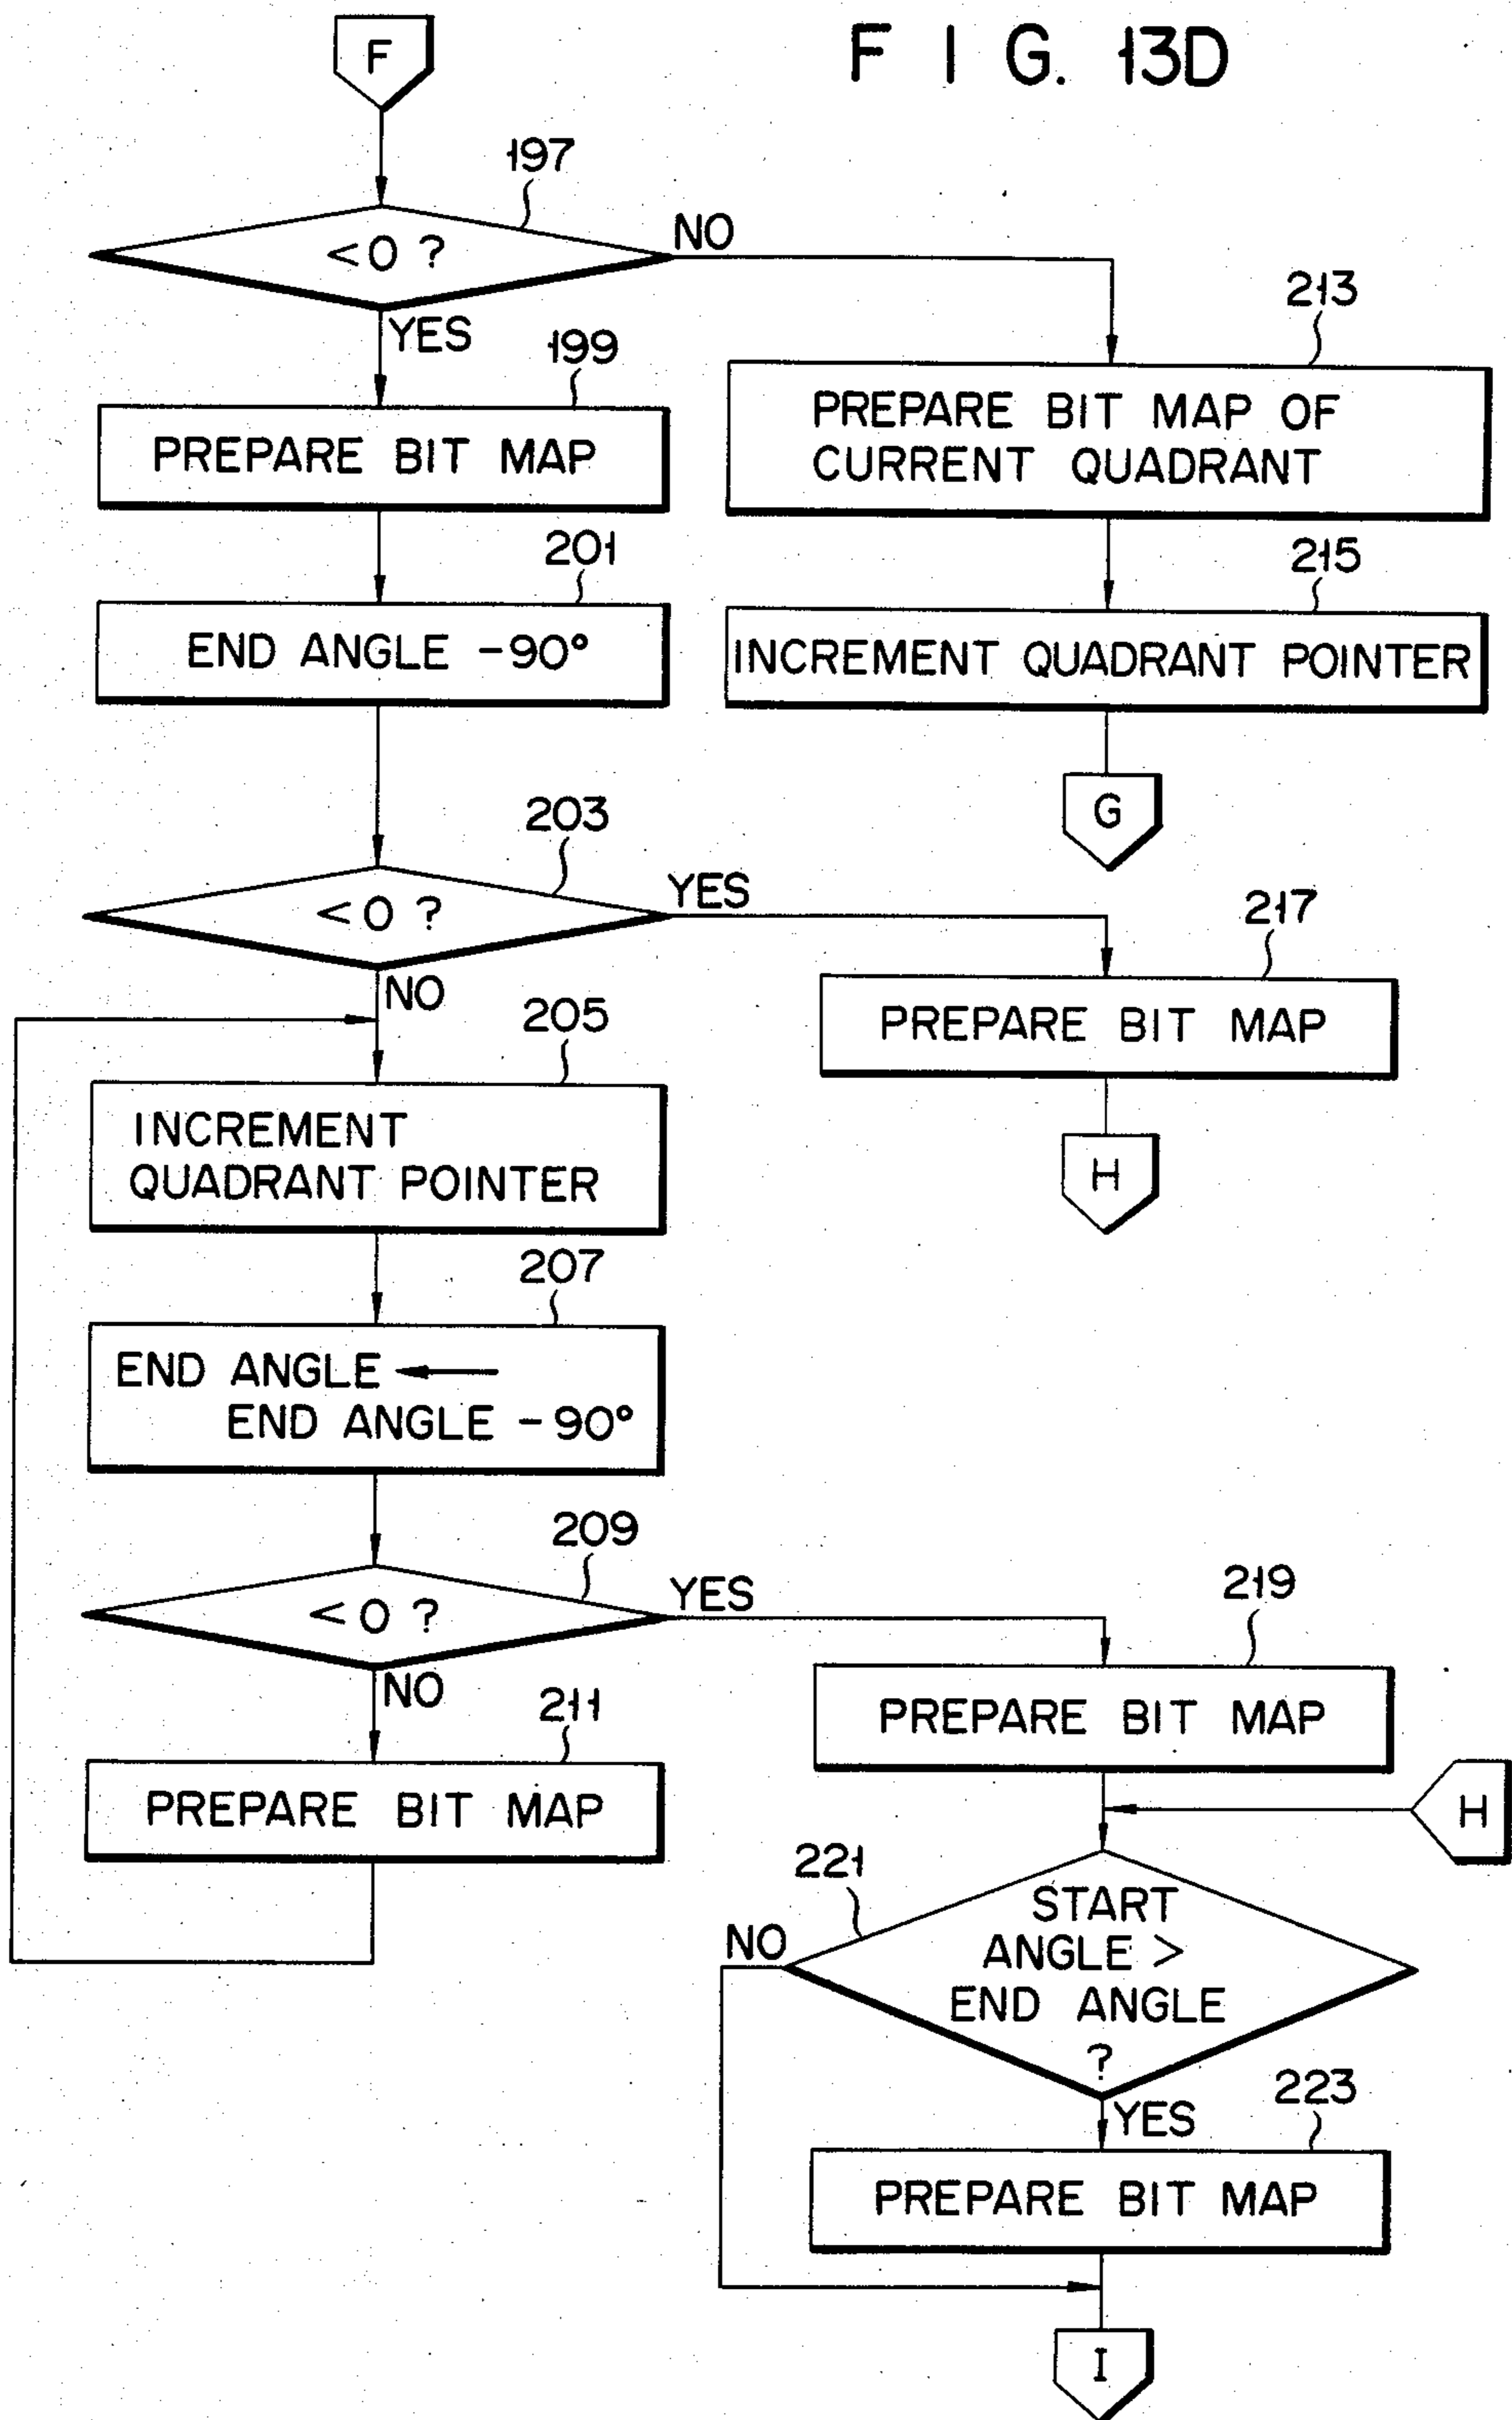 F I G. 13D
F
197
< 0 ?
NO
YES
199
PREPARE BIT MAP
213
PREPARE BIT MAP OF
CURRENT QUADRANT
201
END ANGLE -90°
215
INCREMENT QUADRANT POINTER
G
203
< 0 ?
YES
NO
217
PREPARE BIT MAP
H
205
INCREMENT
QUADRANT POINTER
207
END ANGLE ←
END ANGLE -90°
209
< 0 ?
YES
NO
219
PREPARE BIT MAP
211
PREPARE BIT MAP
H
221
START
ANGLE >
END ANGLE
?
NO
YES
223
PREPARE BIT MAP
I